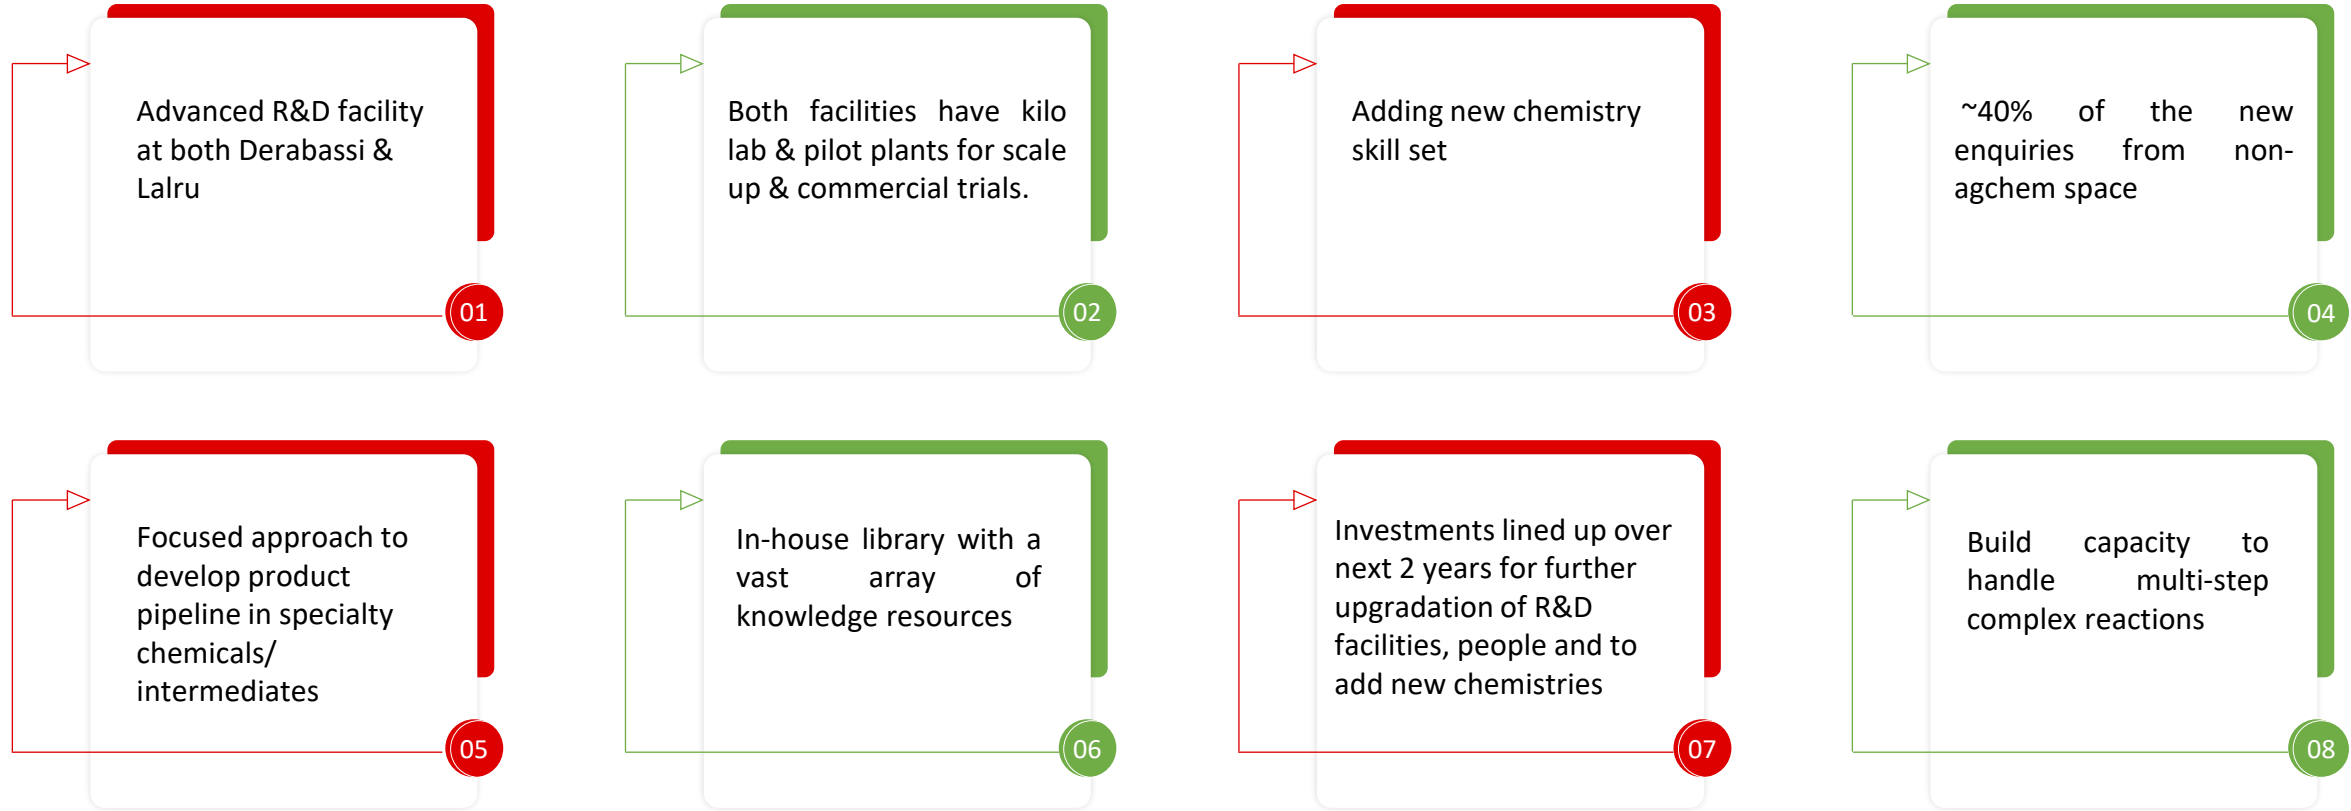 Advanced R&D facility
at both Derabassi &
Lalru
01
Both facilities have kilo
lab & pilot plants for scale
up & commercial trials.
02
Adding new chemistry
skill set
03
~40% of the new
enquiries from non-
agchem space
04
Focused approach to
develop product
pipeline in specialty
chemicals/
intermediates
05
In-house library with a
vast array of
knowledge resources
06
Investments lined up over
next 2 years for further
upgradation of R&D
facilities, people and to
add new chemistries
07
Build capacity to
handle multi-step
complex reactions
08